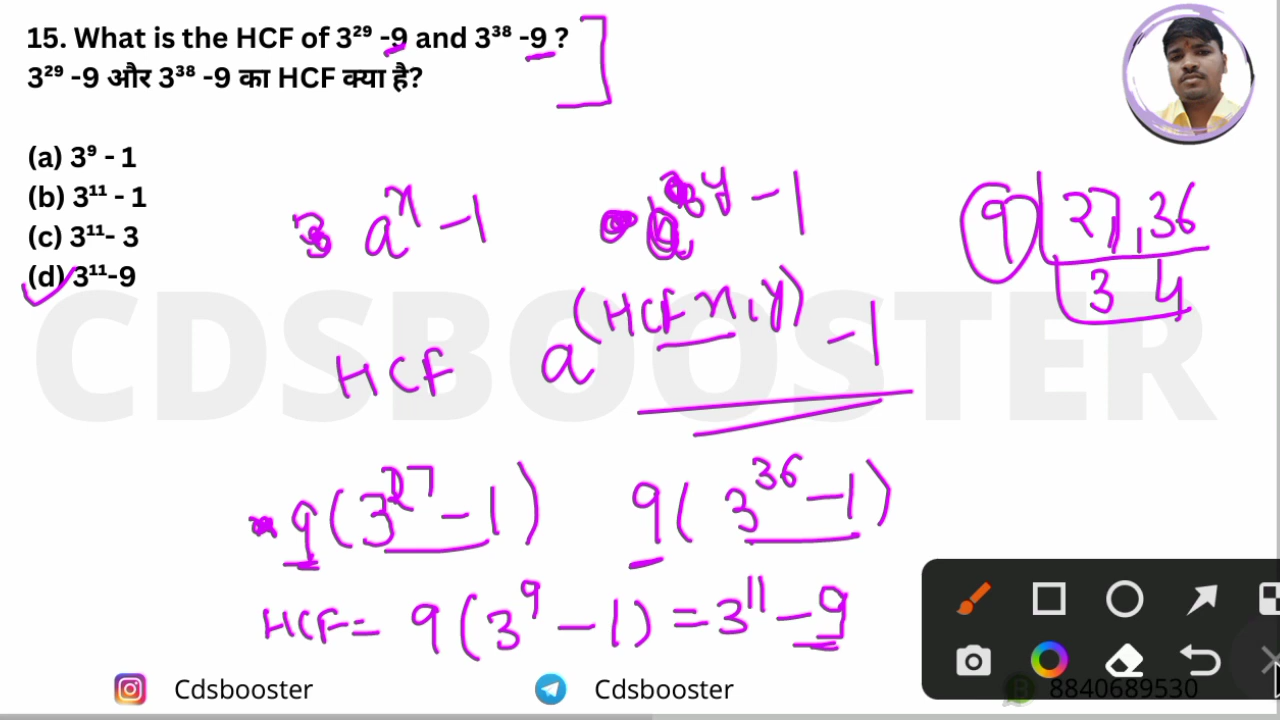 15. What is the HCF of 3²⁹ -9 and 3³⁸ -9 ?
3²⁹ -9 और 3³⁸ -9 का HCF क्या है?
(a) 3⁹ - 1
(b) 3¹¹ - 1
(c) 3¹¹- 3
(d) 3¹¹-9
aˣ - 1
ʸ - 1
9 | 27, 36
3 4
HCF a^(HCF x, y) - 1
9(3²⁷ - 1) 9(3³⁶ - 1)
HCF = 9(3⁹ - 1) = 3¹¹ - 9
CDSBOOSTER
Cdsbooster
Cdsbooster
8840689530